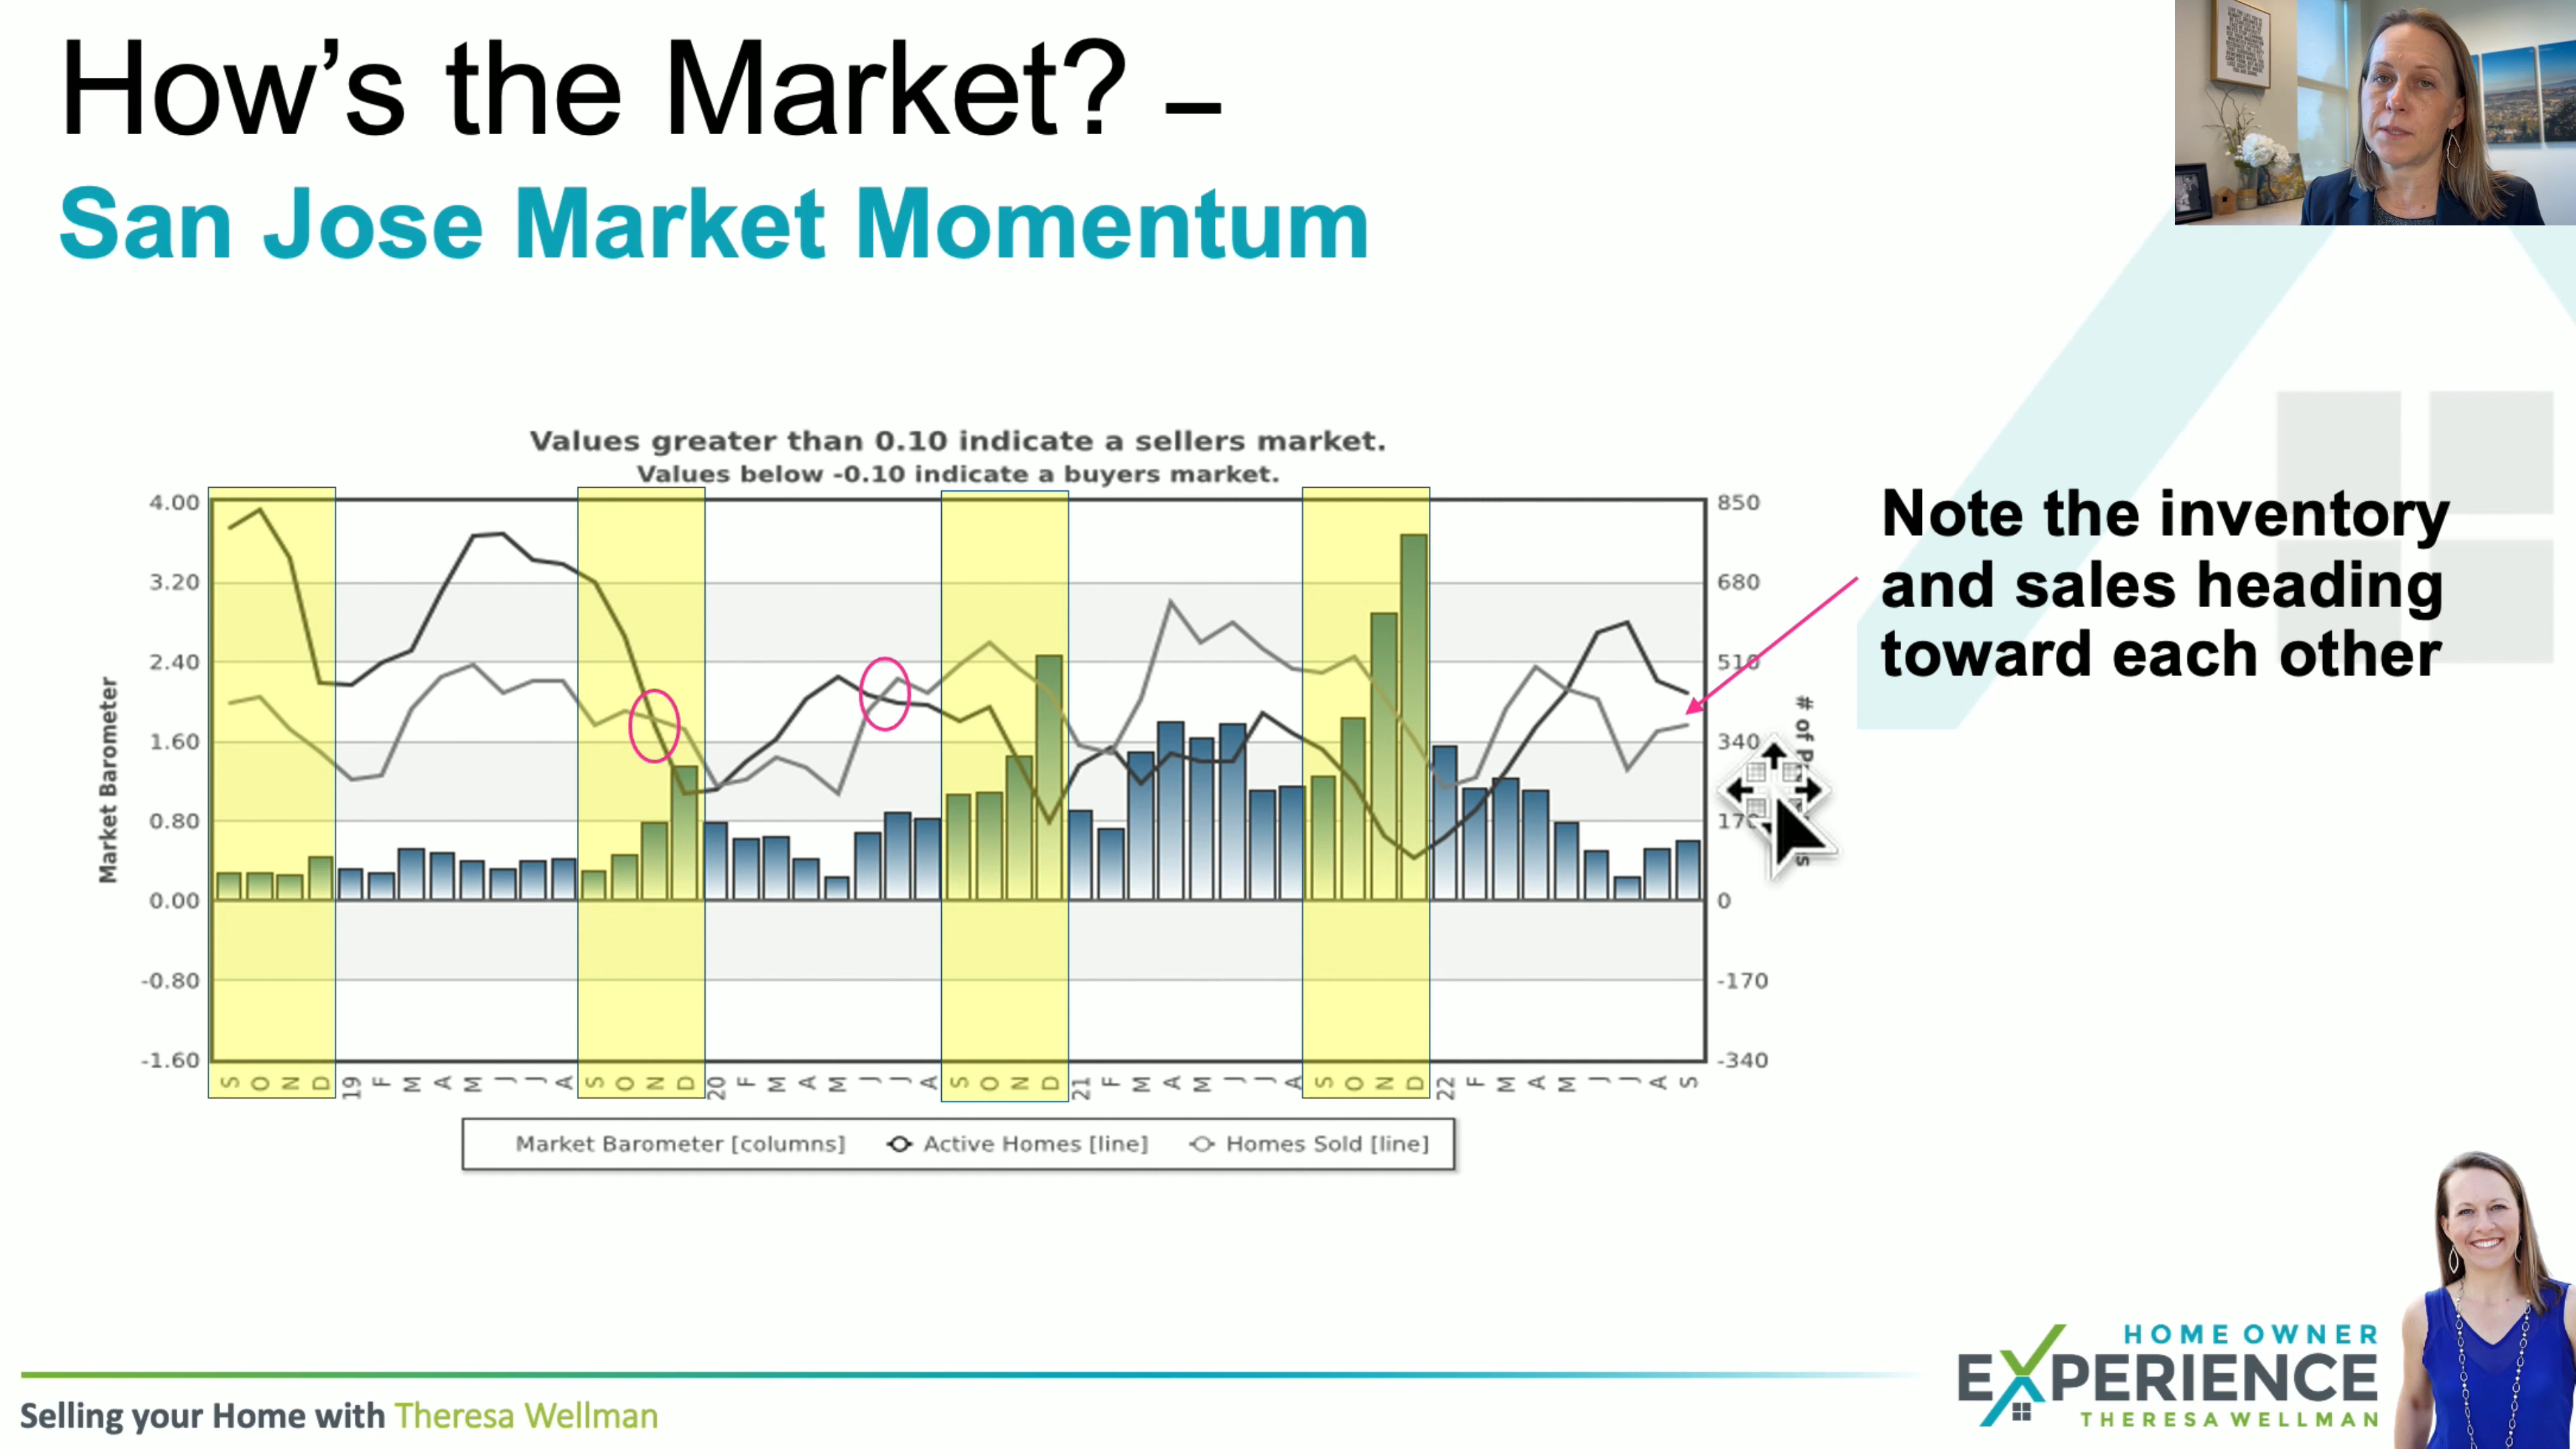 How’s the Market? –
San Jose Market Momentum
Values greater than 0.10 indicate a sellers market.
Values below -0.10 indicate a buyers market.
4.00
3.20
2.40
1.60
0.80
0.00
-0.80
-1.60
Market Barometer
850
680
510
340
170
0
-170
-340
# of
S O N D 19 F M A M J J A S O N D 20 F M A M J J A S O N D 21 F M A M J J A S O N D 22 F M A M J J A S
Market Barometer [columns] Active Homes [line] Homes Sold [line]
Note the inventory
and sales heading
toward each other
Selling your Home with Theresa Wellman
HOME OWNER
EXPERIENCE
THERESA WELLMAN